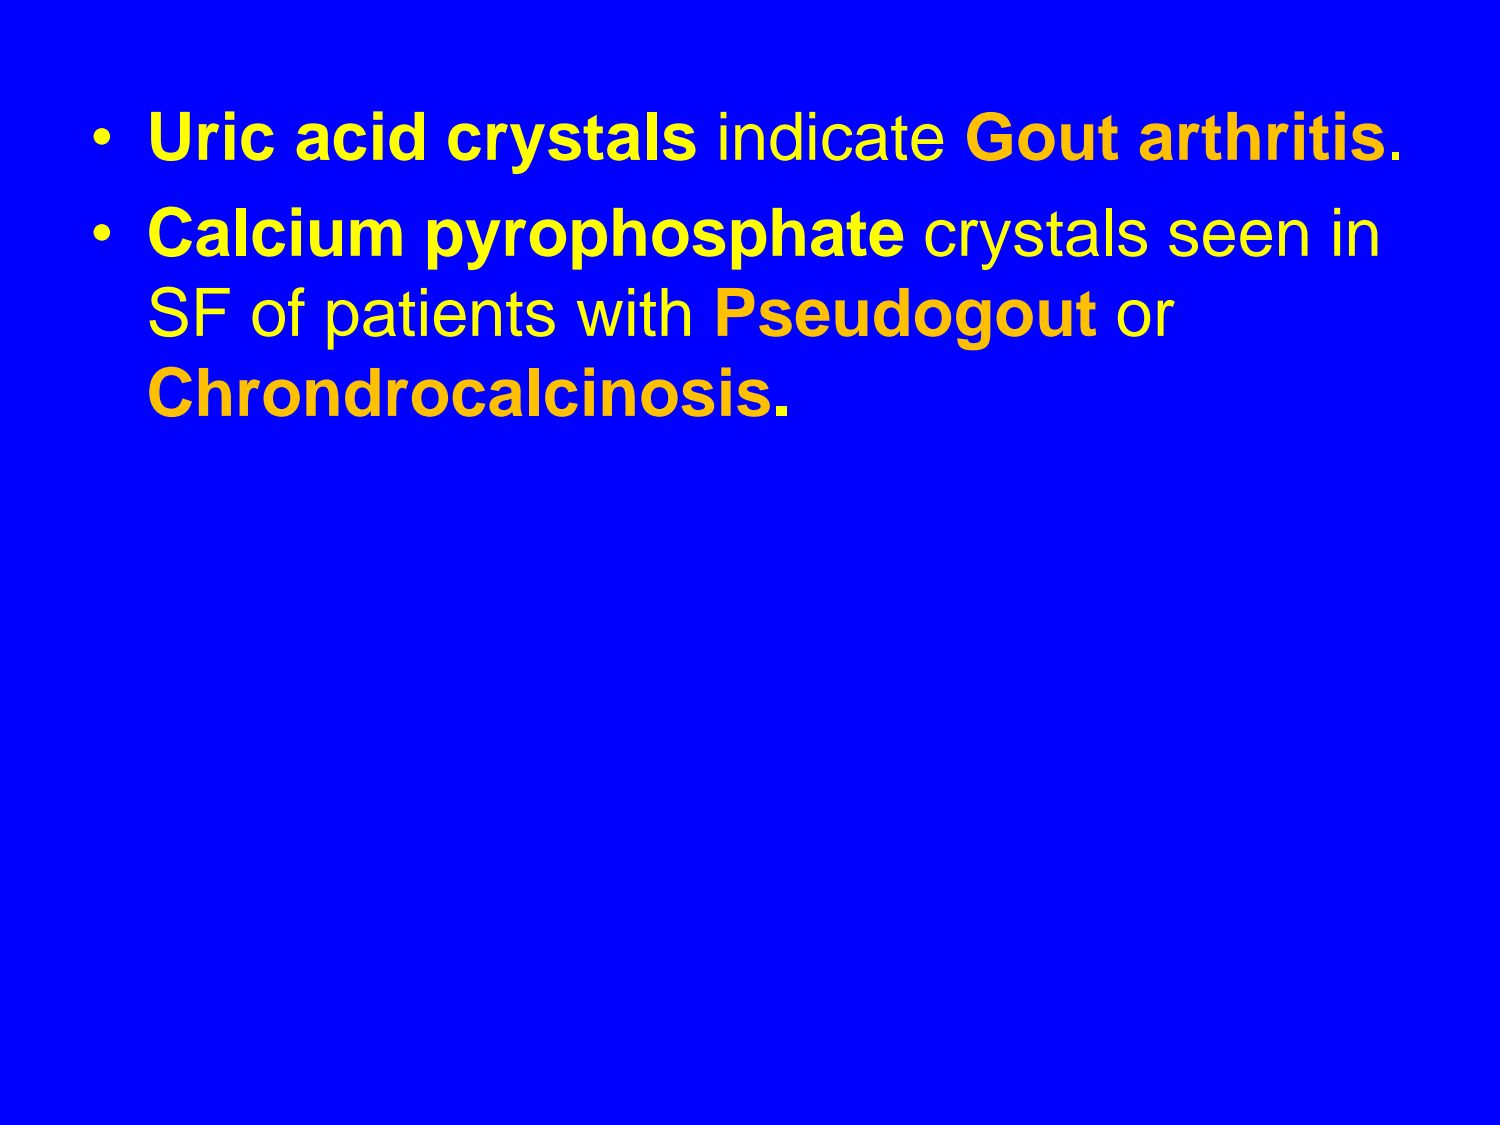 • Uric acid crystals indicate Gout arthritis.
• Calcium pyrophosphate crystals seen in
SF of patients with Pseudogout or
Chrondrocalcinosis.